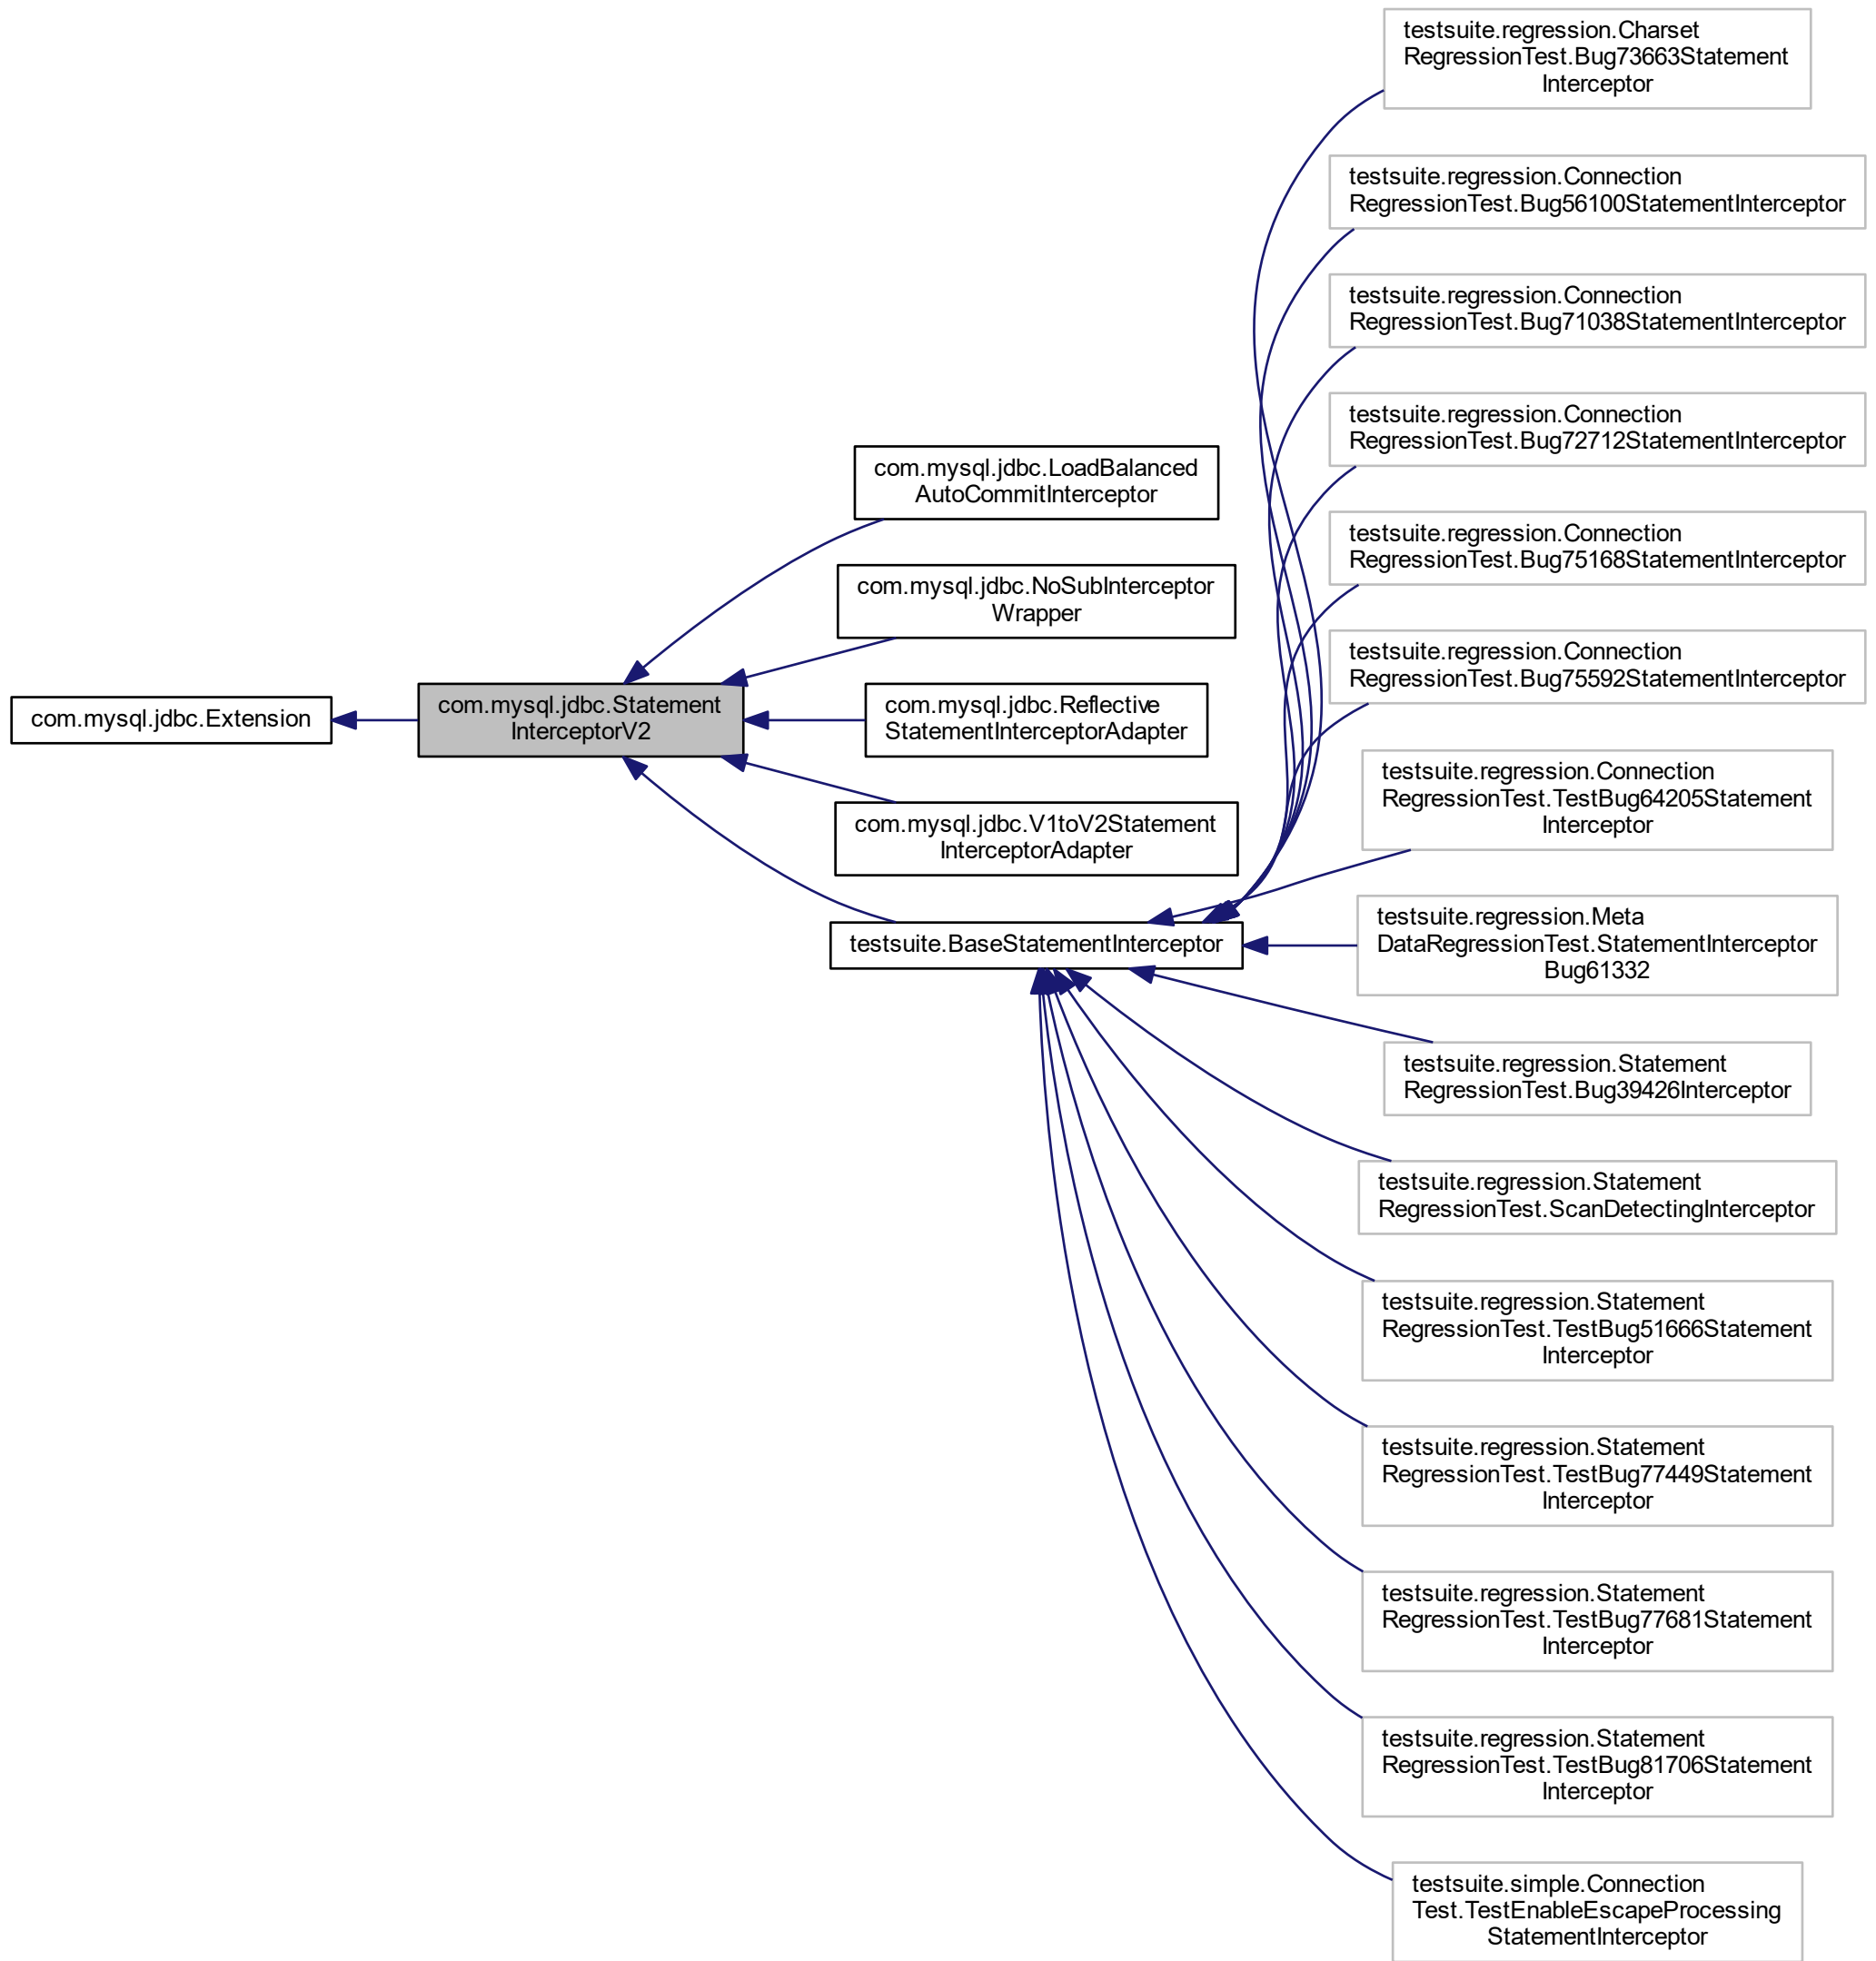 com.mysql.jdbc.Extension
com.mysql.jdbc.Statement
InterceptorV2
com.mysql.jdbc.LoadBalanced
AutoCommitInterceptor
com.mysql.jdbc.NoSubInterceptor
Wrapper
com.mysql.jdbc.Reflective
StatementInterceptorAdapter
com.mysql.jdbc.V1toV2Statement
InterceptorAdapter
testsuite.BaseStatementInterceptor
testsuite.regression.Charset
RegressionTest.Bug73663Statement
Interceptor
testsuite.regression.Connection
RegressionTest.Bug56100StatementInterceptor
testsuite.regression.Connection
RegressionTest.Bug71038StatementInterceptor
testsuite.regression.Connection
RegressionTest.Bug72712StatementInterceptor
testsuite.regression.Connection
RegressionTest.Bug75168StatementInterceptor
testsuite.regression.Connection
RegressionTest.Bug75592StatementInterceptor
testsuite.regression.Connection
RegressionTest.TestBug64205Statement
Interceptor
testsuite.regression.Meta
DataRegressionTest.StatementInterceptor
Bug61332
testsuite.regression.Statement
RegressionTest.Bug39426Interceptor
testsuite.regression.Statement
RegressionTest.ScanDetectingInterceptor
testsuite.regression.Statement
RegressionTest.TestBug51666Statement
Interceptor
testsuite.regression.Statement
RegressionTest.TestBug77449Statement
Interceptor
testsuite.regression.Statement
RegressionTest.TestBug77681Statement
Interceptor
testsuite.regression.Statement
RegressionTest.TestBug81706Statement
Interceptor
testsuite.simple.Connection
Test.TestEnableEscapeProcessing
StatementInterceptor